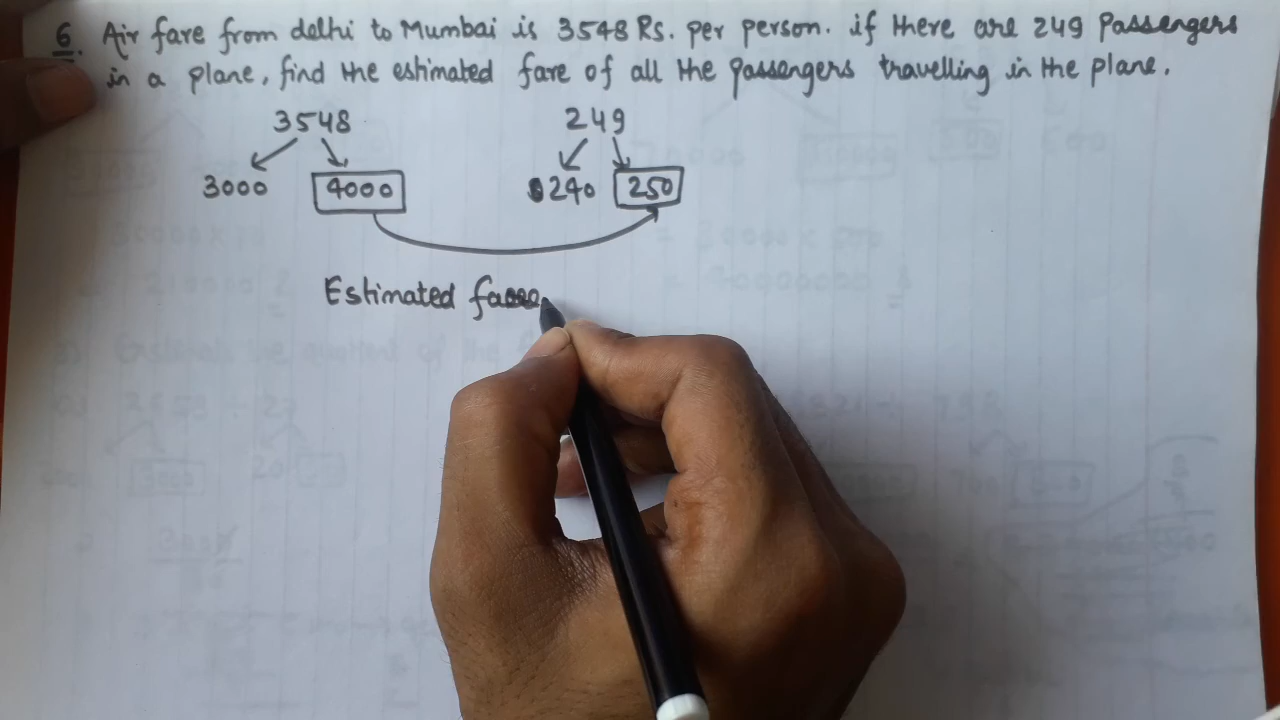 6. Air fare from delhi to Mumbai is 3548 Rs. per person. if there are 249 Passengers
in a plane, find the estimated fare of all the passengers travelling in the plane.
3548 249
3000 4000 240 250
Estimated